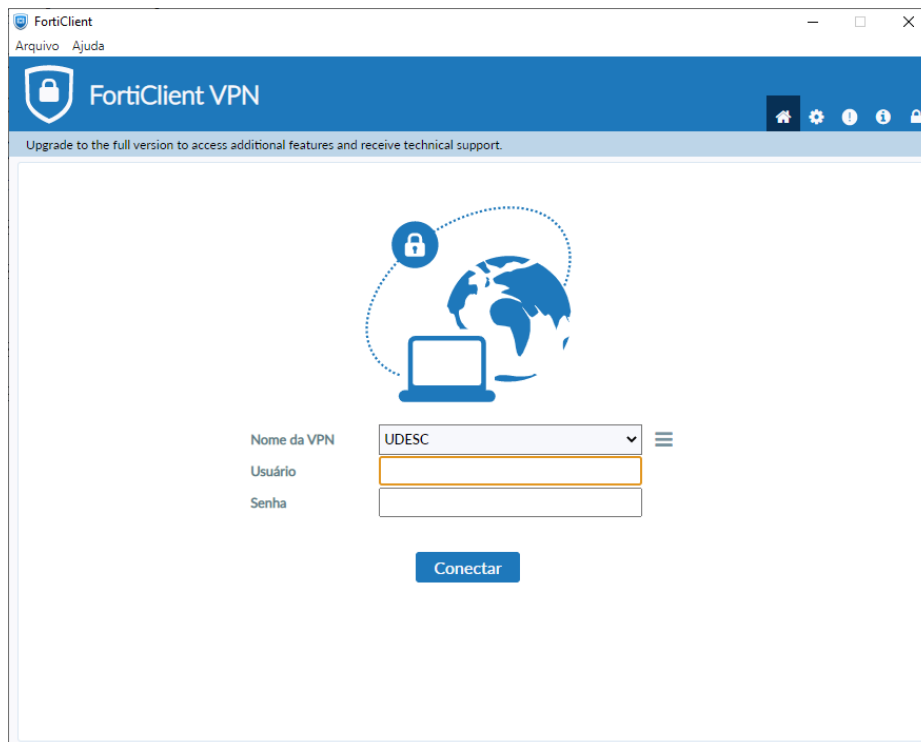 FortiClient
Arquivo Ajuda
FortiClient VPN
Upgrade to the full version to access additional features and receive technical support.
Nome da VPN UDESC
Usuário
Senha
Conectar